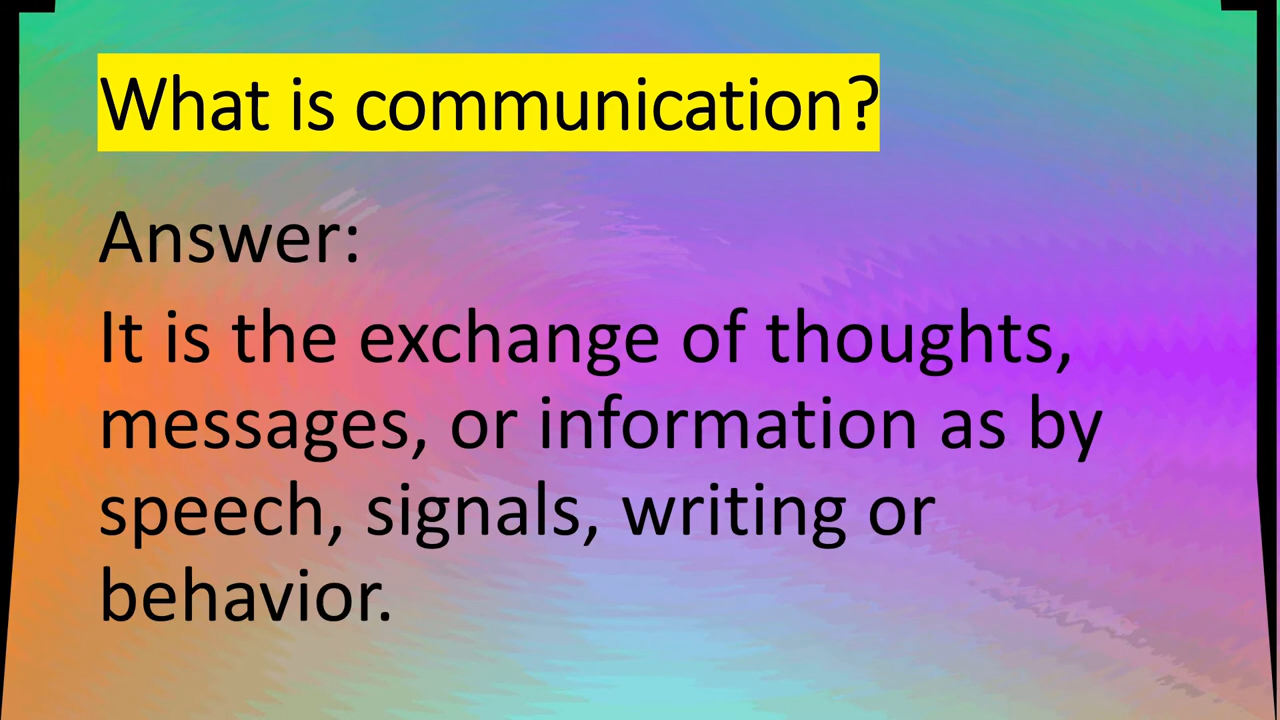 What is communication?
Answer:
It is the exchange of thoughts,
messages, or information as by
speech, signals, writing or
behavior.